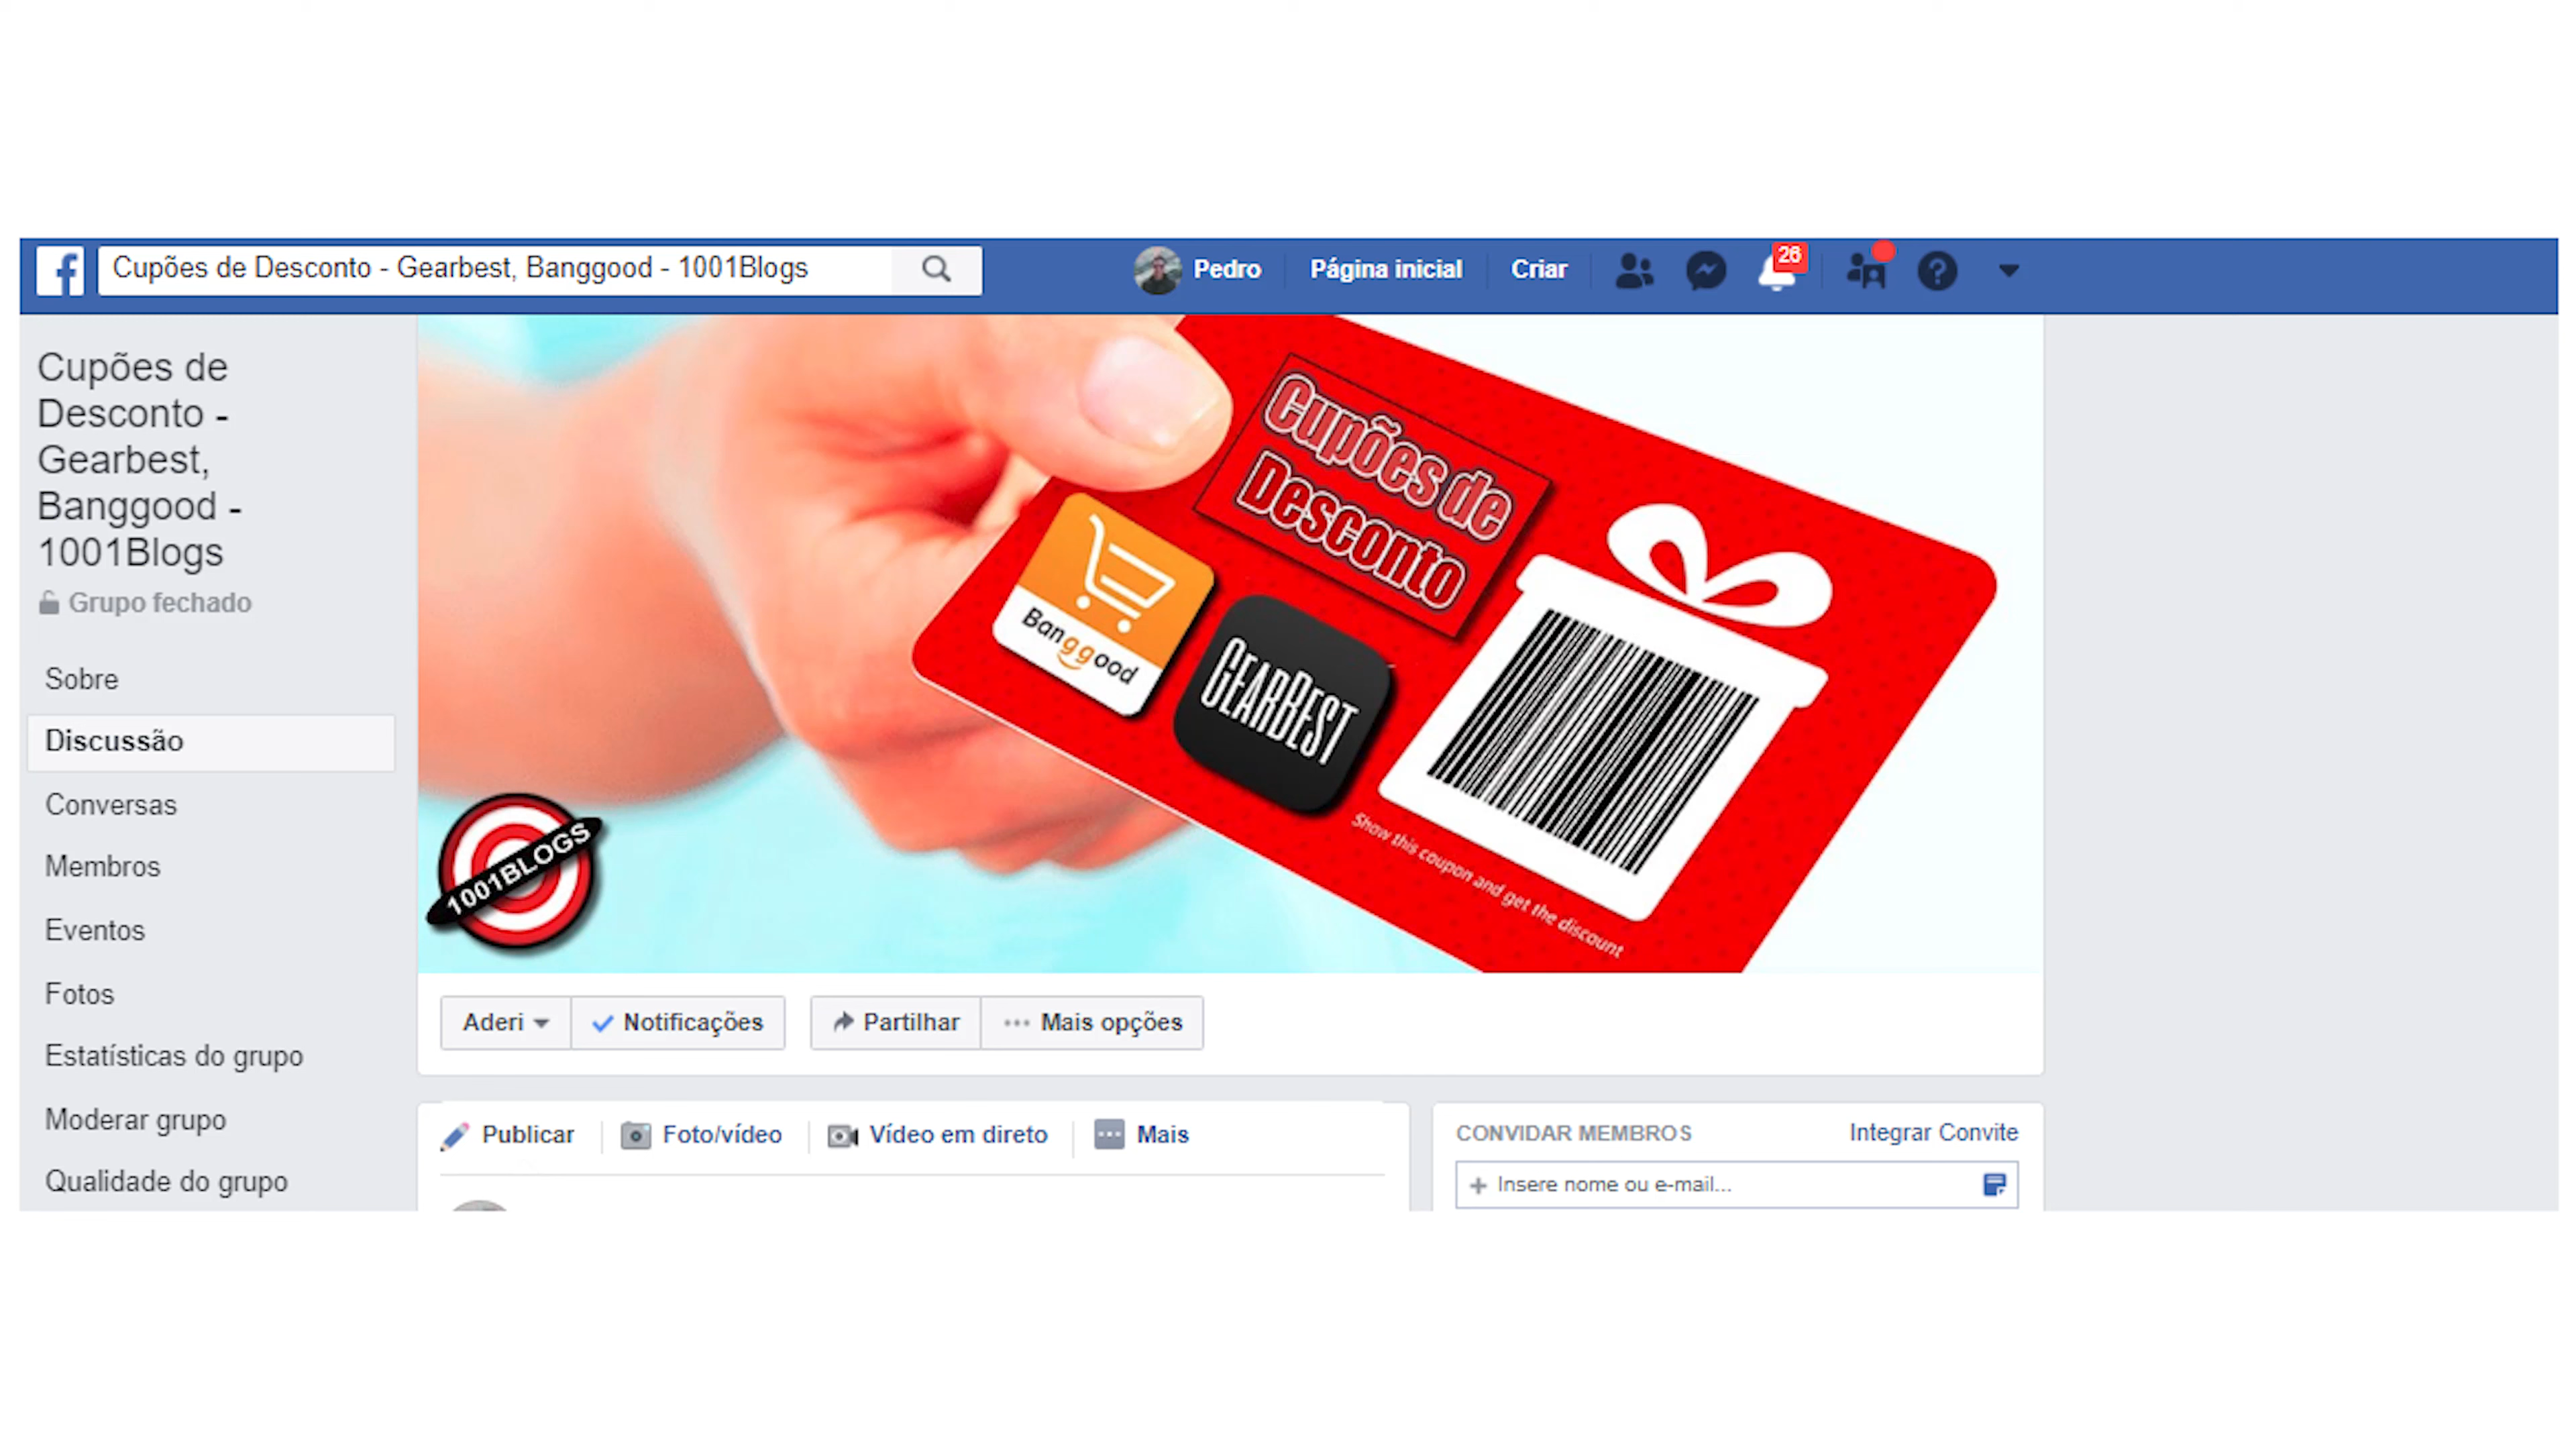 Cupões de Desconto - Gearbest, Banggood - 1001Blogs
Pedro
Página inicial
Criar
26
Cupões de
Desconto -
Gearbest,
Banggood -
1001Blogs
Grupo fechado
Sobre
Discussão
Conversas
Membros
Eventos
Fotos
Estatísticas do grupo
Moderar grupo
Qualidade do grupo
Cupões de
Desconto
Banggood
GEARBEST
Show this coupon and get the discount
1001BLOGS
Aderi
Notificações
Partilhar
Mais opções
Publicar
Foto/vídeo
Vídeo em direto
Mais
CONVIDAR MEMBROS
Integrar Convite
+ Insere nome ou e-mail...